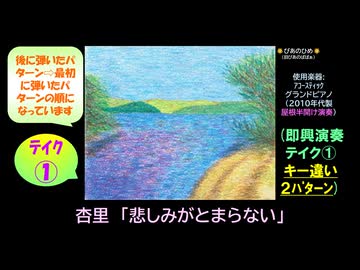 後に弾いたパ
ターン⇨最初
に弾いたパ
ターンの順に
なっています
テイク
①
🌟ぴあのひめ🌟
(旧ぴあのばばぁ)
使用楽器:
ｱｺｰｽﾃｨｯｸ
グランドピアノ
(2010年代製
屋根半開け演奏)
(即興演奏
テイク①
キー違い
2ﾊﾟﾀｰﾝ)
杏里 「悲しみがとまらない」